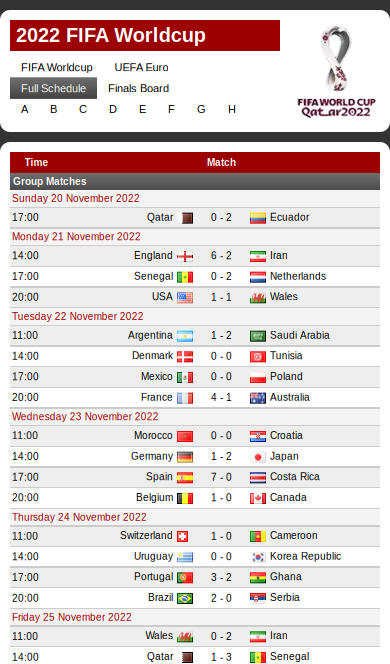 2022 FIFA Worldcup
FIFA Worldcup UEFA Euro
Full Schedule Finals Board
A B C D E F G H
FIFA WORLD CUP
Qatar2022
Time Match
Group Matches
Sunday 20 November 2022
17:00 Qatar 0 - 2 Ecuador
Monday 21 November 2022
14:00 England 6 - 2 Iran
17:00 Senegal 0 - 2 Netherlands
20:00 USA 1 - 1 Wales
Tuesday 22 November 2022
11:00 Argentina 1 - 2 Saudi Arabia
14:00 Denmark 0 - 0 Tunisia
17:00 Mexico 0 - 0 Poland
20:00 France 4 - 1 Australia
Wednesday 23 November 2022
11:00 Morocco 0 - 0 Croatia
14:00 Germany 1 - 2 Japan
17:00 Spain 7 - 0 Costa Rica
20:00 Belgium 1 - 0 Canada
Thursday 24 November 2022
11:00 Switzerland 1 - 0 Cameroon
14:00 Uruguay 0 - 0 Korea Republic
17:00 Portugal 3 - 2 Ghana
20:00 Brazil 2 - 0 Serbia
Friday 25 November 2022
11:00 Wales 0 - 2 Iran
14:00 Qatar 1 - 3 Senegal